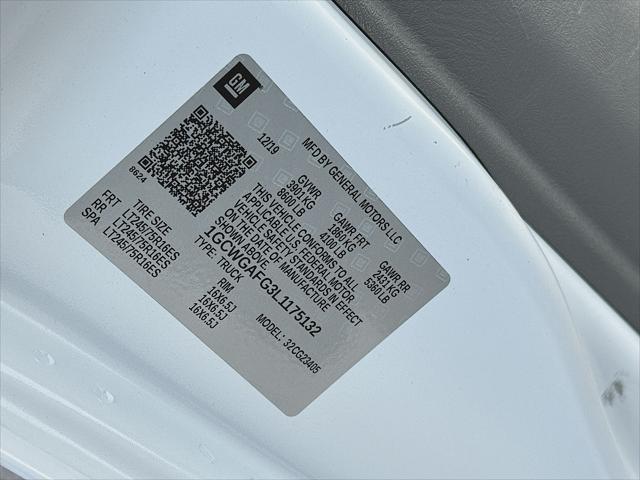 GM
MFD BY GENERAL MOTORS LLC
12/19
GVWR GAWR FRT GAWR RR
3901 KG 1860 KG 2431 KG
8600 LB 4100 LB 5360 LB
THIS VEHICLE CONFORMS TO ALL
APPLICABLE U.S. FEDERAL MOTOR
VEHICLE SAFETY STANDARDS IN EFFECT
ON THE DATE OF MANUFACTURE
SHOWN ABOVE.
1GCWGAFG3L1175132
8624
TYPE: TRUCK MODEL: 32CG23405
TIRE SIZE RIM
FRT LT245/75R16ES 16X6.5J
RR LT245/75R16ES 16X6.5J
SPA LT245/75R16ES 16X6.5J